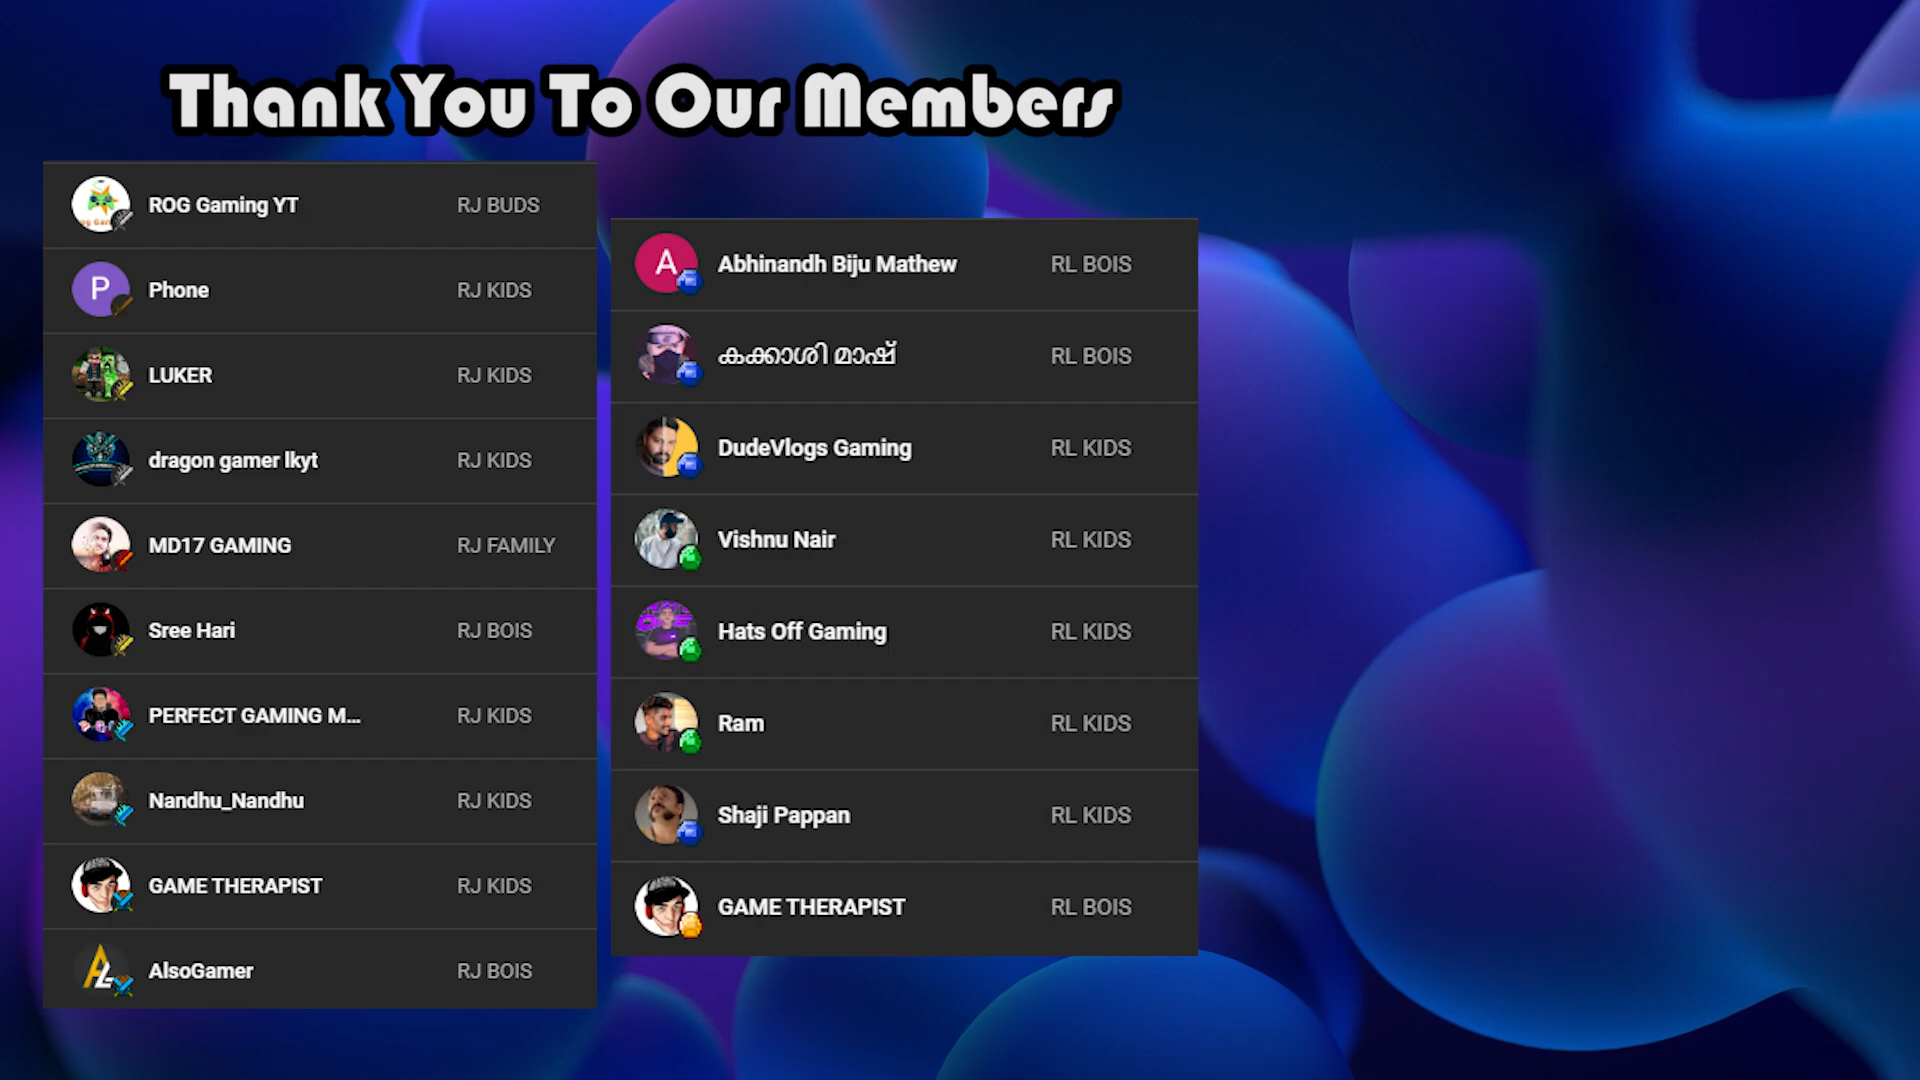 Thank You To Our Members
ROG Gaming YT RJ BUDS
Phone RJ KIDS
LUKER RJ KIDS
dragon gamer lkyt RJ KIDS
MD17 GAMING RJ FAMILY
Sree Hari RJ BOIS
PERFECT GAMING M... RJ KIDS
Nandhu_Nandhu RJ KIDS
GAME THERAPIST RJ KIDS
AlsoGamer RJ BOIS
A Abhinandh Biju Mathew RL BOIS
കക്കാശി മാഷ് RL BOIS
DudeVlogs Gaming RL KIDS
Vishnu Nair RL KIDS
Hats Off Gaming RL KIDS
Ram RL KIDS
Shaji Pappan RL KIDS
GAME THERAPIST RL BOIS